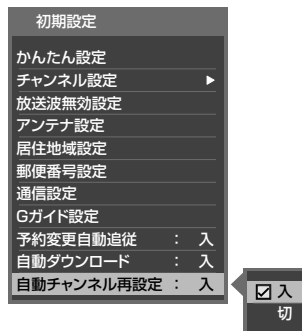 初期設定
かんたん設定
チャンネル設定 ▶
放送波無効設定
アンテナ設定
居住地域設定
郵便番号設定
通信設定
Gガイド設定
予約変更自動追従 : 入
自動ダウンロード : 入
自動チャンネル再設定 : 入
☑ 入
切